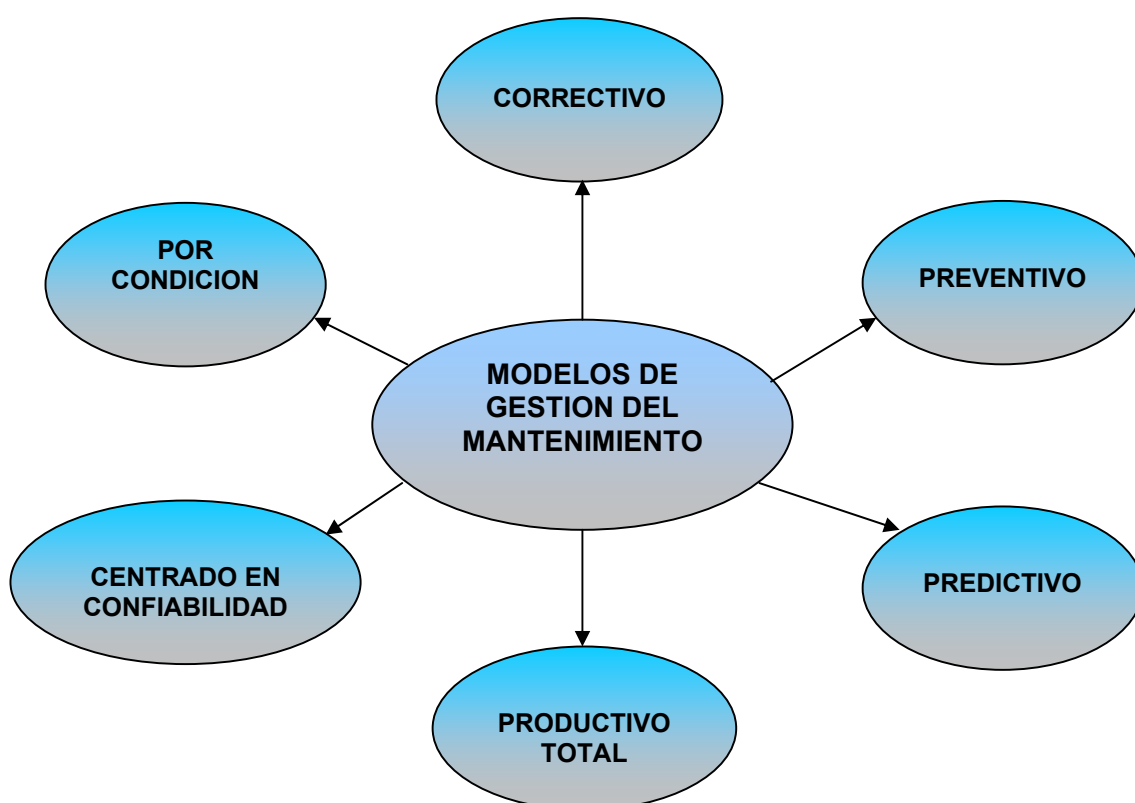 CORRECTIVO
POR
CONDICION
PREVENTIVO
MODELOS DE
GESTION DEL
MANTENIMIENTO
CENTRADO EN
CONFIABILIDAD
PREDICTIVO
PRODUCTIVO
TOTAL